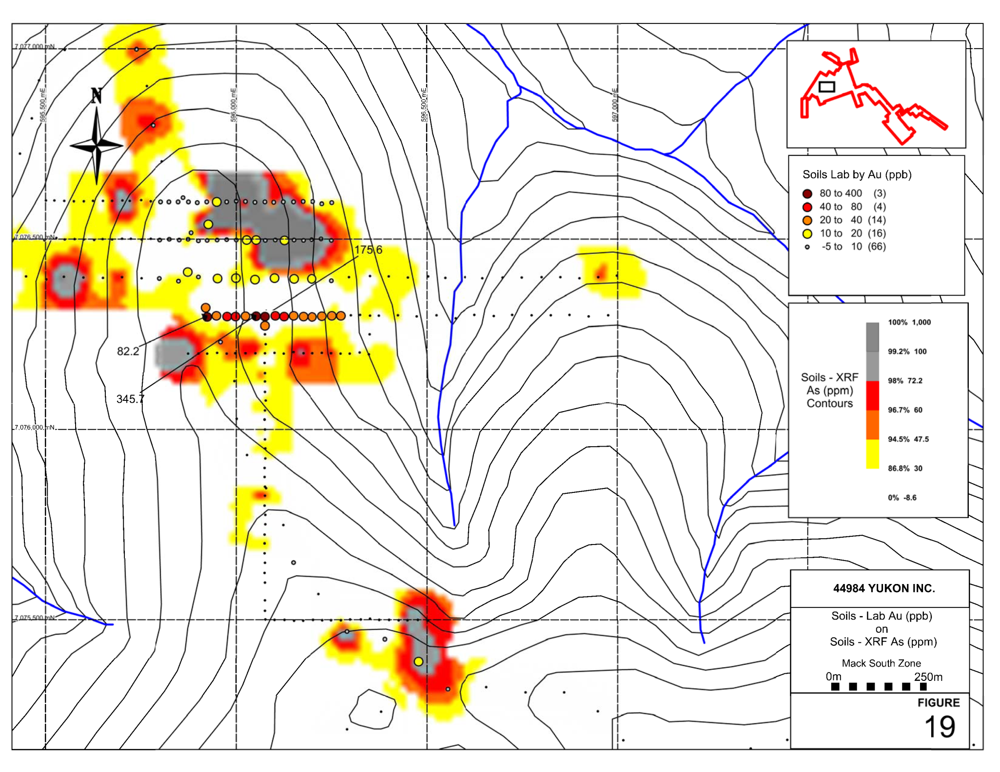 7,077,000 mN
595,500 mE
596,000 mE
596,500 mE
597,000 mE
N
7,076,500 mN
175.6
82.2
345.7
7,076,000 mN
7,075,500 mN
Soils Lab by Au (ppb)
80 to 400 (3)
40 to 80 (4)
20 to 40 (14)
10 to 20 (16)
-5 to 10 (66)
Soils - XRF
As (ppm)
Contours
100% 1,000
99.2% 100
98% 72.2
96.7% 60
94.5% 47.5
86.8% 30
0% -8.6
44984 YUKON INC.
Soils - Lab Au (ppb)
on
Soils - XRF As (ppm)
Mack South Zone
0m 250m
FIGURE
19